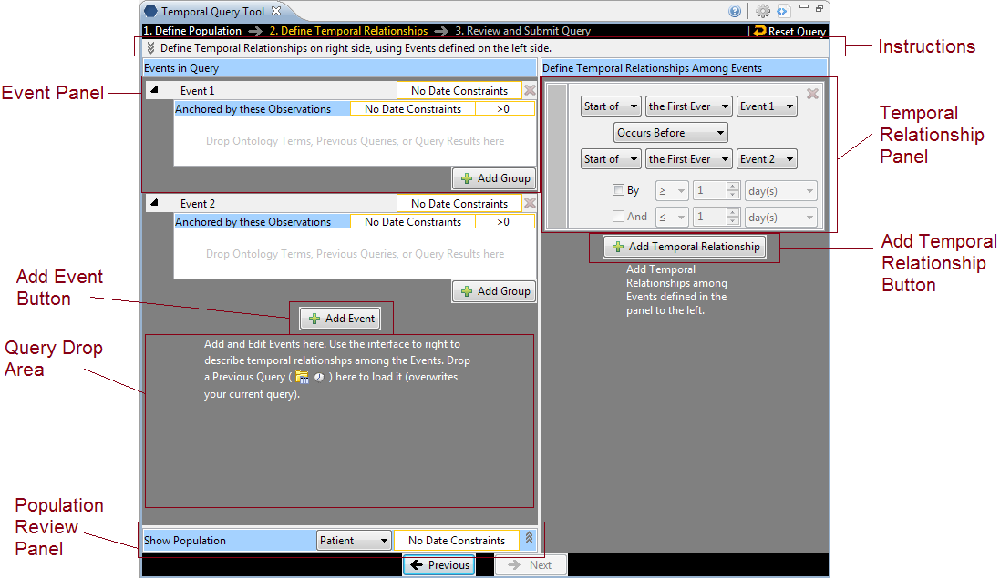 Temporal Query Tool
1. Define Population
2. Define Temporal Relationships
3. Review and Submit Query
Reset Query
Define Temporal Relationships on right side, using Events defined on the left side.
Instructions
Events in Query
Define Temporal Relationships Among Events
Event Panel
Event 1
No Date Constraints
Anchored by these Observations
No Date Constraints
>0
Drop Ontology Terms, Previous Queries, or Query Results here
Add Group
Event 2
No Date Constraints
Anchored by these Observations
No Date Constraints
>0
Drop Ontology Terms, Previous Queries, or Query Results here
Add Group
Start of
the First Ever
Event 1
Occurs Before
Start of
the First Ever
Event 2
By
≥
1
day(s)
And
≤
1
day(s)
Temporal
Relationship
Panel
Add Temporal Relationship
Add Temporal
Relationships among
Events defined in the
panel to the left.
Add Temporal
Relationship
Button
Add Event
Button
Add Event
Query Drop
Area
Add and Edit Events here. Use the interface to right to
describe temporal relationshps among the Events. Drop
a Previous Query ( ) here to load it (overwrites
your current query).
Population
Review
Panel
Show Population
Patient
No Date Constraints
Previous
Next